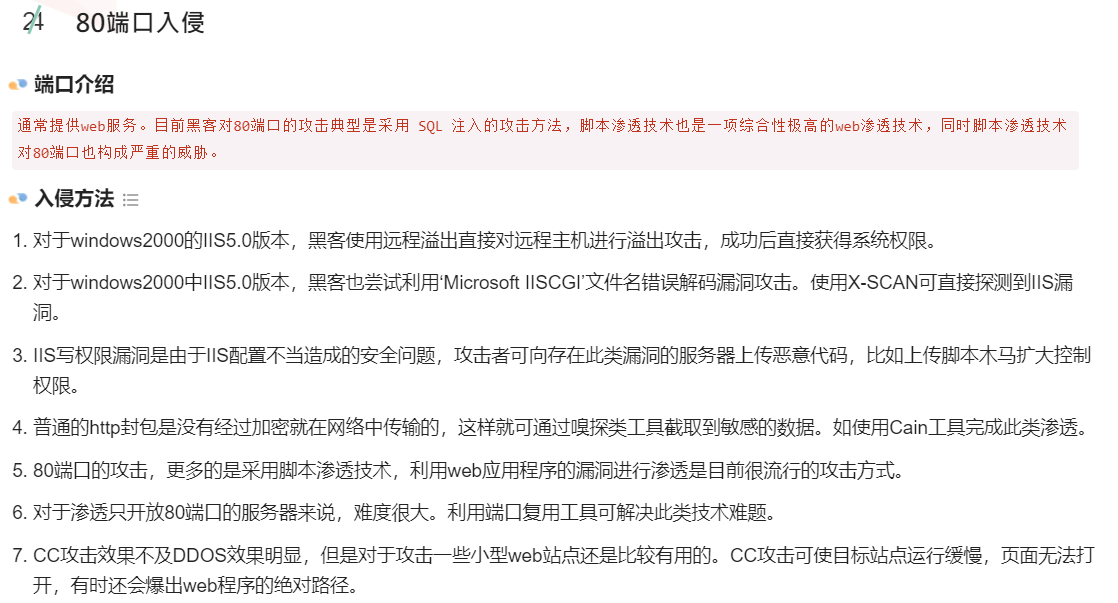 24 80端口入侵
端口介绍
通常提供web服务。目前黑客对80端口的攻击典型是采用 SQL 注入的攻击方法，脚本渗透技术也是一项综合性极高的web渗透技术，同时脚本渗透技术
对80端口也构成严重的威胁。
入侵方法
1. 对于windows2000的IIS5.0版本，黑客使用远程溢出直接对远程主机进行溢出攻击，成功后直接获得系统权限。
2. 对于windows2000中IIS5.0版本，黑客也尝试利用‘Microsoft IISCGI’文件名错误解码漏洞攻击。使用X-SCAN可直接探测到IIS漏
洞。
3. IIS写权限漏洞是由于IIS配置不当造成的安全问题，攻击者可向存在此类漏洞的服务器上传恶意代码，比如上传脚本木马扩大控制
权限。
4. 普通的http封包是没有经过加密就在网络中传输的，这样就可通过嗅探类工具截取到敏感的数据。如使用Cain工具完成此类渗透。
5. 80端口的攻击，更多的是采用脚本渗透技术，利用web应用程序的漏洞进行渗透是目前很流行的攻击方式。
6. 对于渗透只开放80端口的服务器来说，难度很大。利用端口复用工具可解决此类技术难题。
7. CC攻击效果不及DDOS效果明显，但是对于攻击一些小型web站点还是比较有用的。CC攻击可使目标站点运行缓慢，页面无法打
开，有时还会爆出web程序的绝对路径。